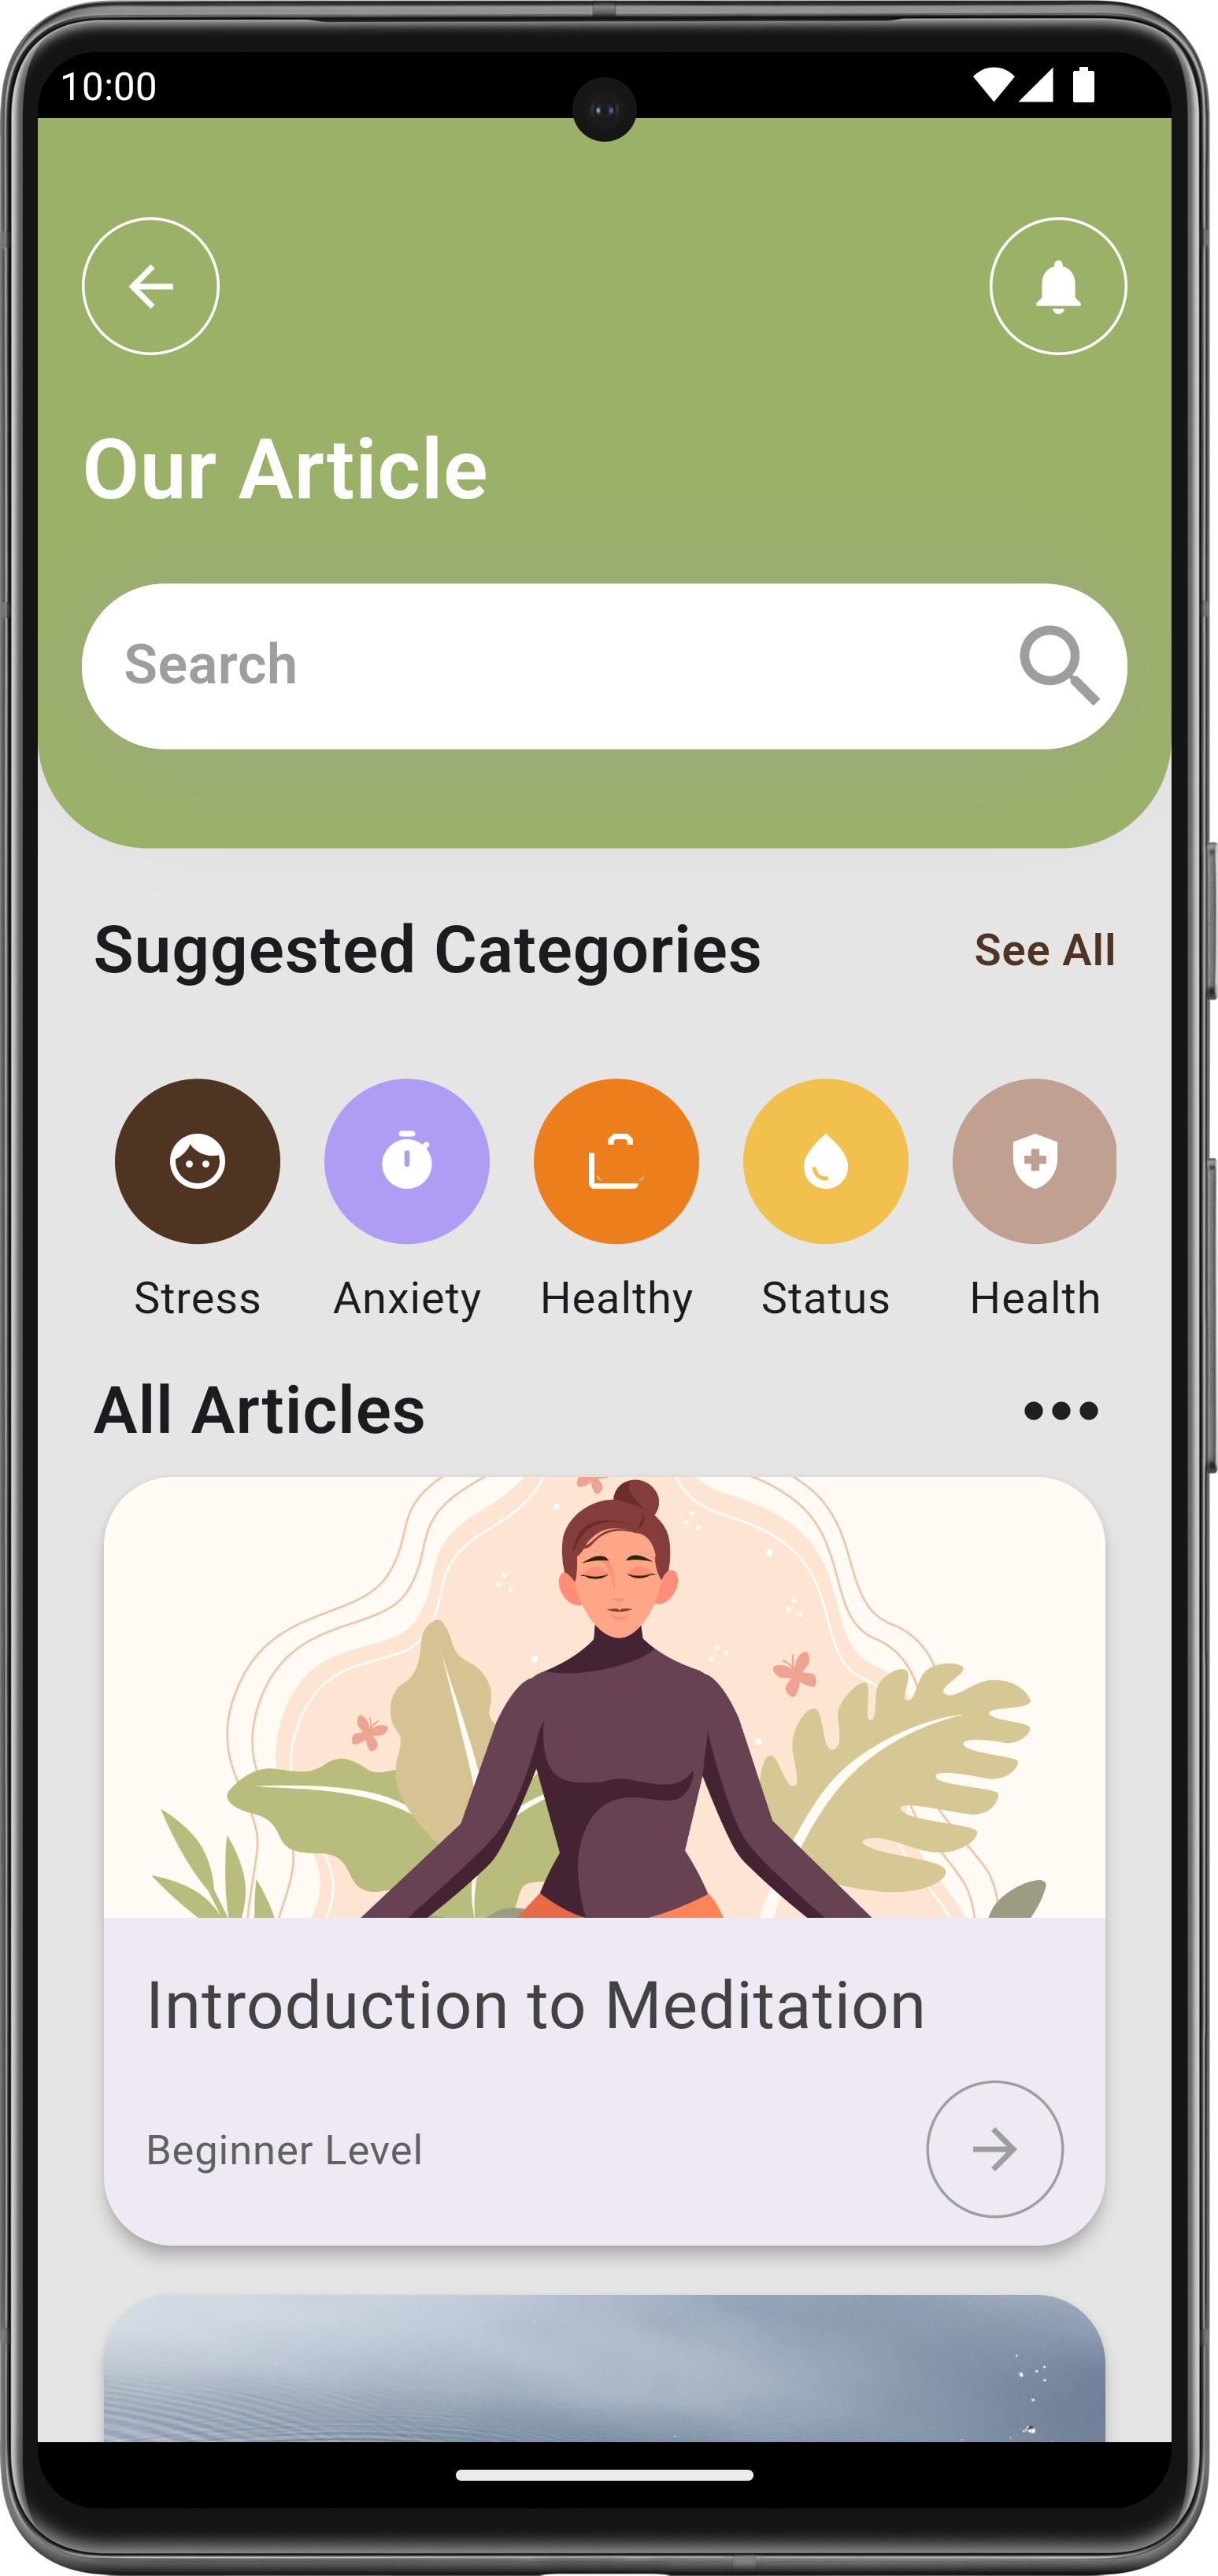 10:00
Our Article
Search
Suggested Categories
See All
Stress
Anxiety
Healthy
Status
Health
All Articles
Introduction to Meditation
Beginner Level